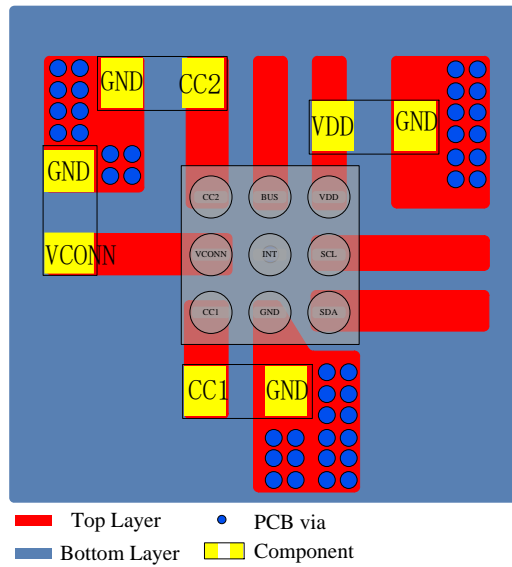 GND CC2
VDD GND
GND
CC2 BUS VDD
VCONN
VCONN INT SCL
CC1 GND SDA
CC1 GND
Top Layer PCB via
Bottom Layer Component